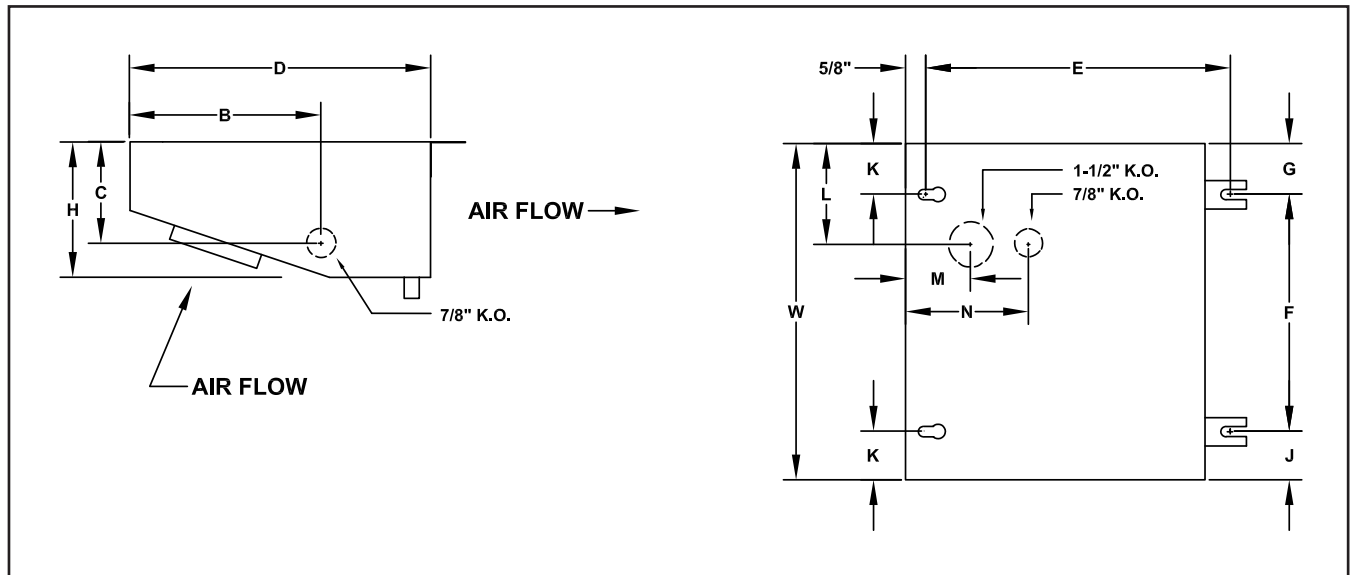 D
B
C
H
AIR FLOW
7/8" K.O.
AIR FLOW
5/8"
E
K
G
L
1-1/2" K.O.
7/8" K.O.
M
N
W
F
K
J